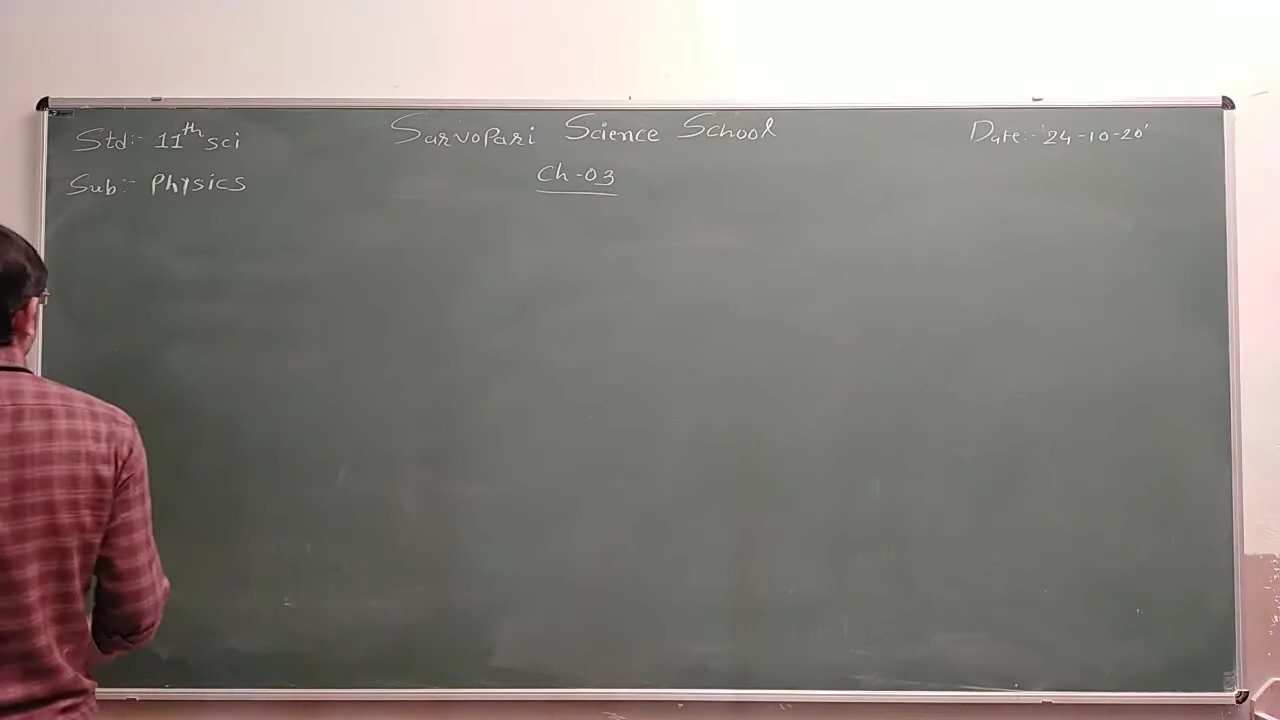 Std:- 11th sci
Sarvopari Science School
Date:- '24-10-20'
Sub:- Physics
Ch-03